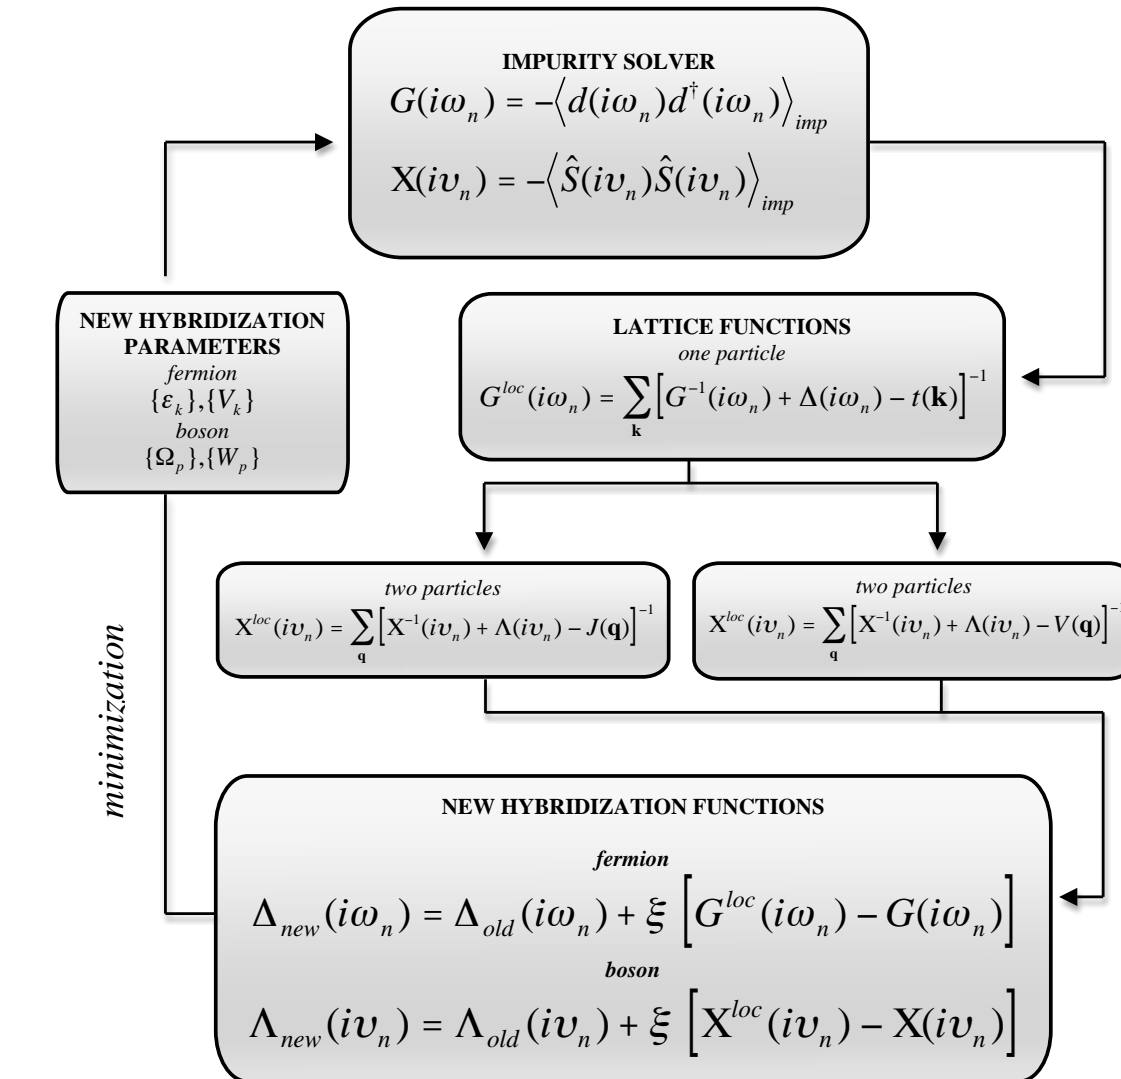 IMPURITY SOLVER
G(iω_n) = −⟨d(iω_n)d^†(iω_n)⟩_imp
X(iυ_n) = −⟨Ŝ(iυ_n)Ŝ(iυ_n)⟩_imp
NEW HYBRIDIZATION
PARAMETERS
fermion
{ε_k},{V_k}
boson
{Ω_p},{W_p}
LATTICE FUNCTIONS
one particle
G^loc(iω_n) = ∑_k [G^−1(iω_n) + Δ(iω_n) − t(k)]^−1
two particles
X^loc(iυ_n) = ∑_q [X^−1(iυ_n) + Λ(iυ_n) − J(q)]^−1
two particles
X^loc(iυ_n) = ∑_q [X^−1(iυ_n) + Λ(iυ_n) − V(q)]^−1
minimization
NEW HYBRIDIZATION FUNCTIONS
fermion
Δ_new(iω_n) = Δ_old(iω_n) + ξ [G^loc(iω_n) − G(iω_n)]
boson
Λ_new(iυ_n) = Λ_old(iυ_n) + ξ [X^loc(iυ_n) − X(iυ_n)]